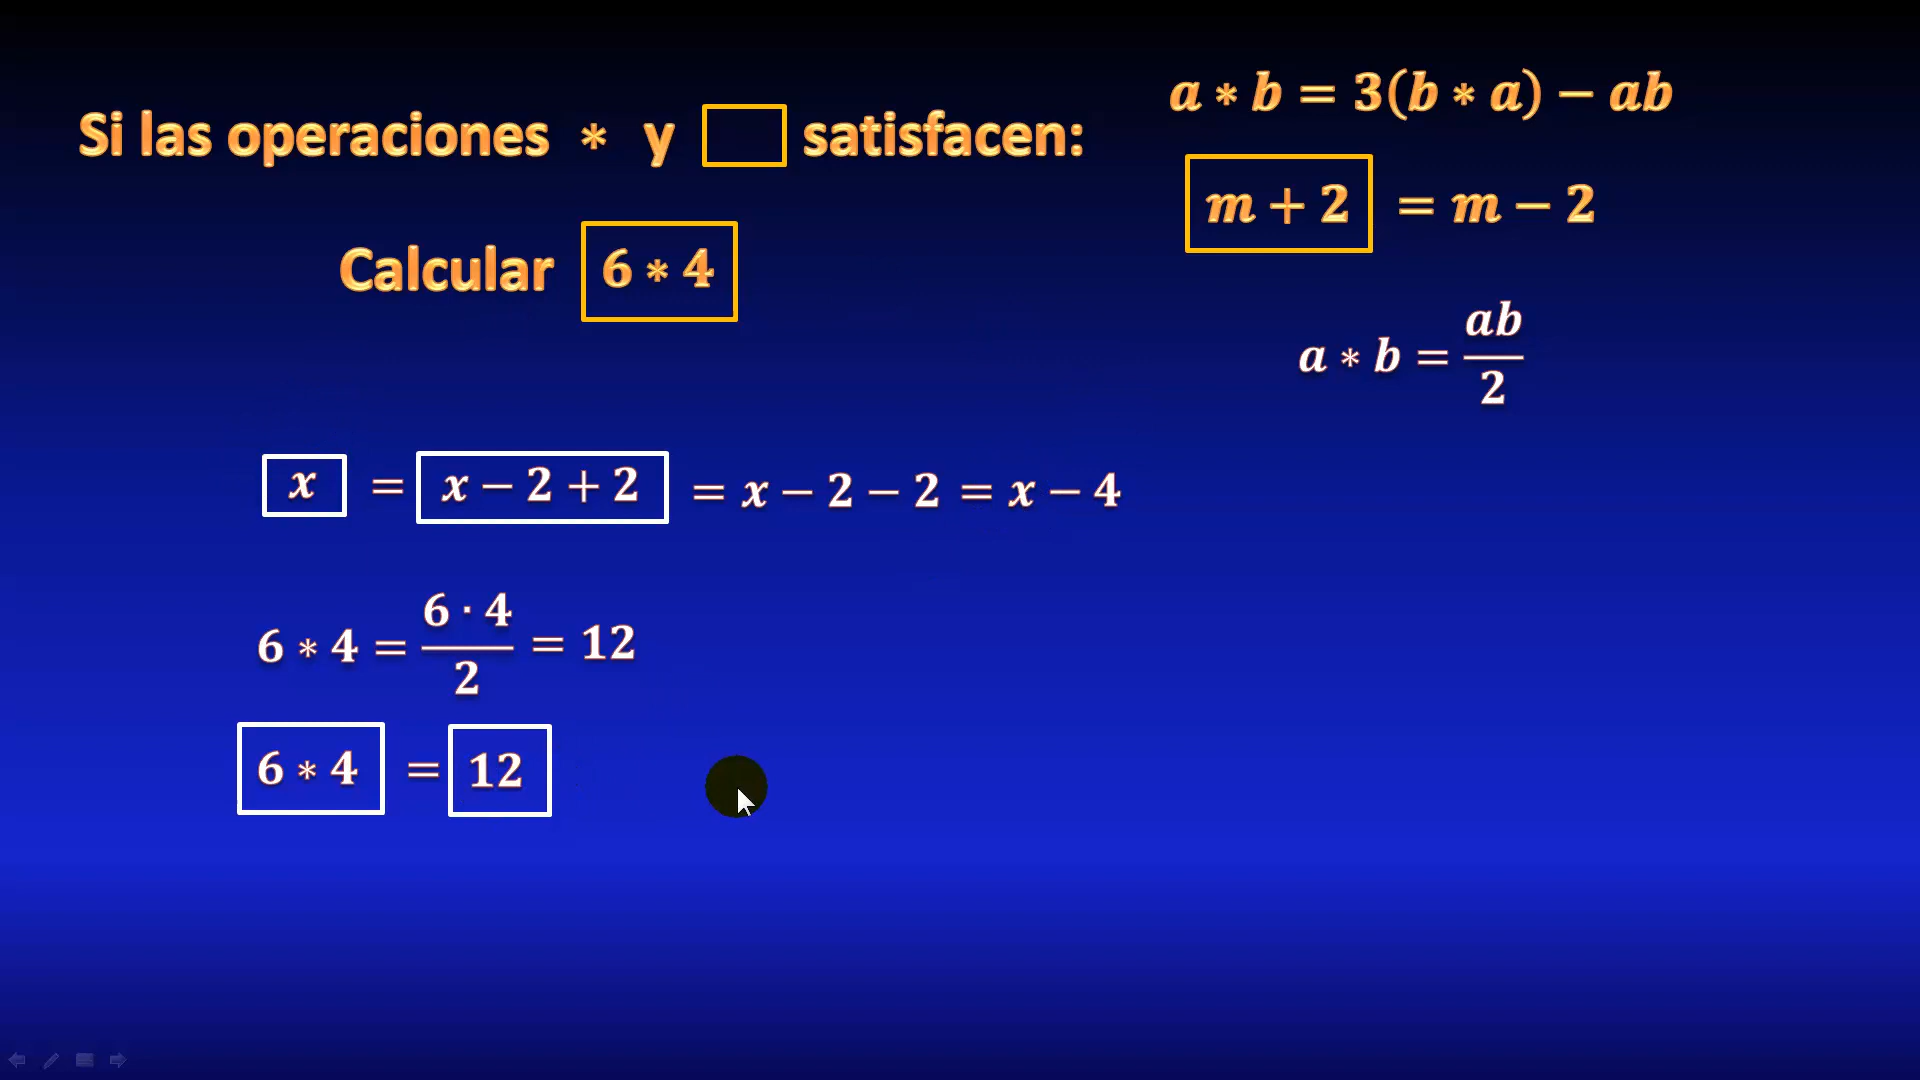 Si las operaciones * y □ satisfacen:
a * b = 3(b * a) − ab
m + 2 = m − 2
Calcular 6 * 4
a * b = ab/2
x = x − 2 + 2 = x − 2 − 2 = x − 4
6 * 4 = 6 · 4/2 = 12
6 * 4 = 12